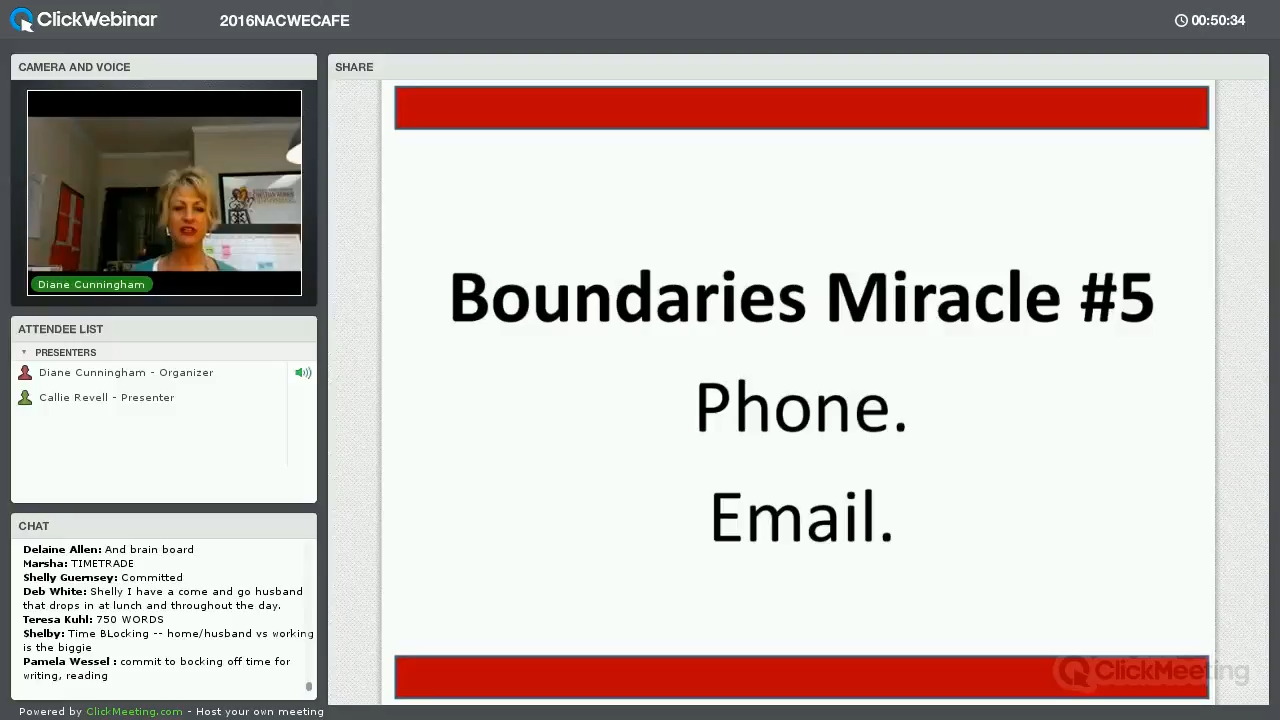 ClickWebinar
2016NACWECAFE
00:50:34
CAMERA AND VOICE
Diane Cunningham
ATTENDEE LIST
PRESENTERS
Diane Cunningham - Organizer
Callie Revell - Presenter
CHAT
Delaine Allen: And brain board
Marsha: TIMETRADE
Shelly Guernsey: Committed
Deb White: Shelly I have a come and go husband
that drops in at lunch and throughout the day.
Teresa Kuhl: 750 WORDS
Shelby: Time BLocking -- home/husband vs working
is the biggie
Pamela Wessel : commit to bocking off time for
writing, reading
Powered by ClickMeeting.com - Host your own meeting
SHARE
Boundaries Miracle #5
Phone.
Email.
ClickMeeting